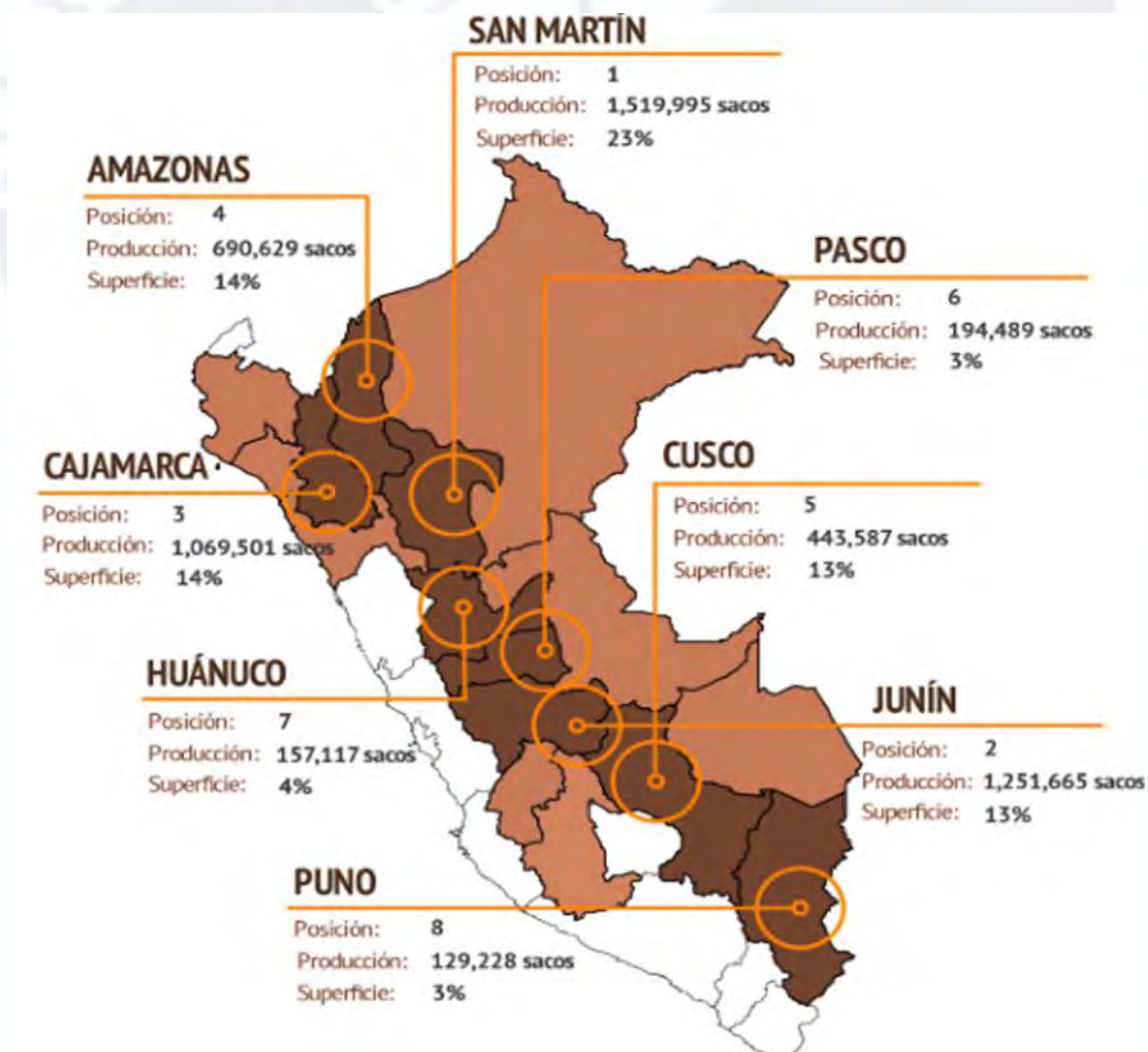 SAN MARTÍN
Posición: 1
Producción: 1,519,995 sacos
Superficie: 23%
AMAZONAS
Posición: 4
Producción: 690,629 sacos
Superficie: 14%
PASCO
Posición: 6
Producción: 194,489 sacos
Superficie: 3%
CAJAMARCA
Posición: 3
Producción: 1,069,501 sacos
Superficie: 14%
CUSCO
Posición: 5
Producción: 443,587 sacos
Superficie: 13%
HUÁNUCO
Posición: 7
Producción: 157,117 sacos
Superficie: 4%
JUNÍN
Posición: 2
Producción: 1,251,665 sacos
Superficie: 13%
PUNO
Posición: 8
Producción: 129,228 sacos
Superficie: 3%